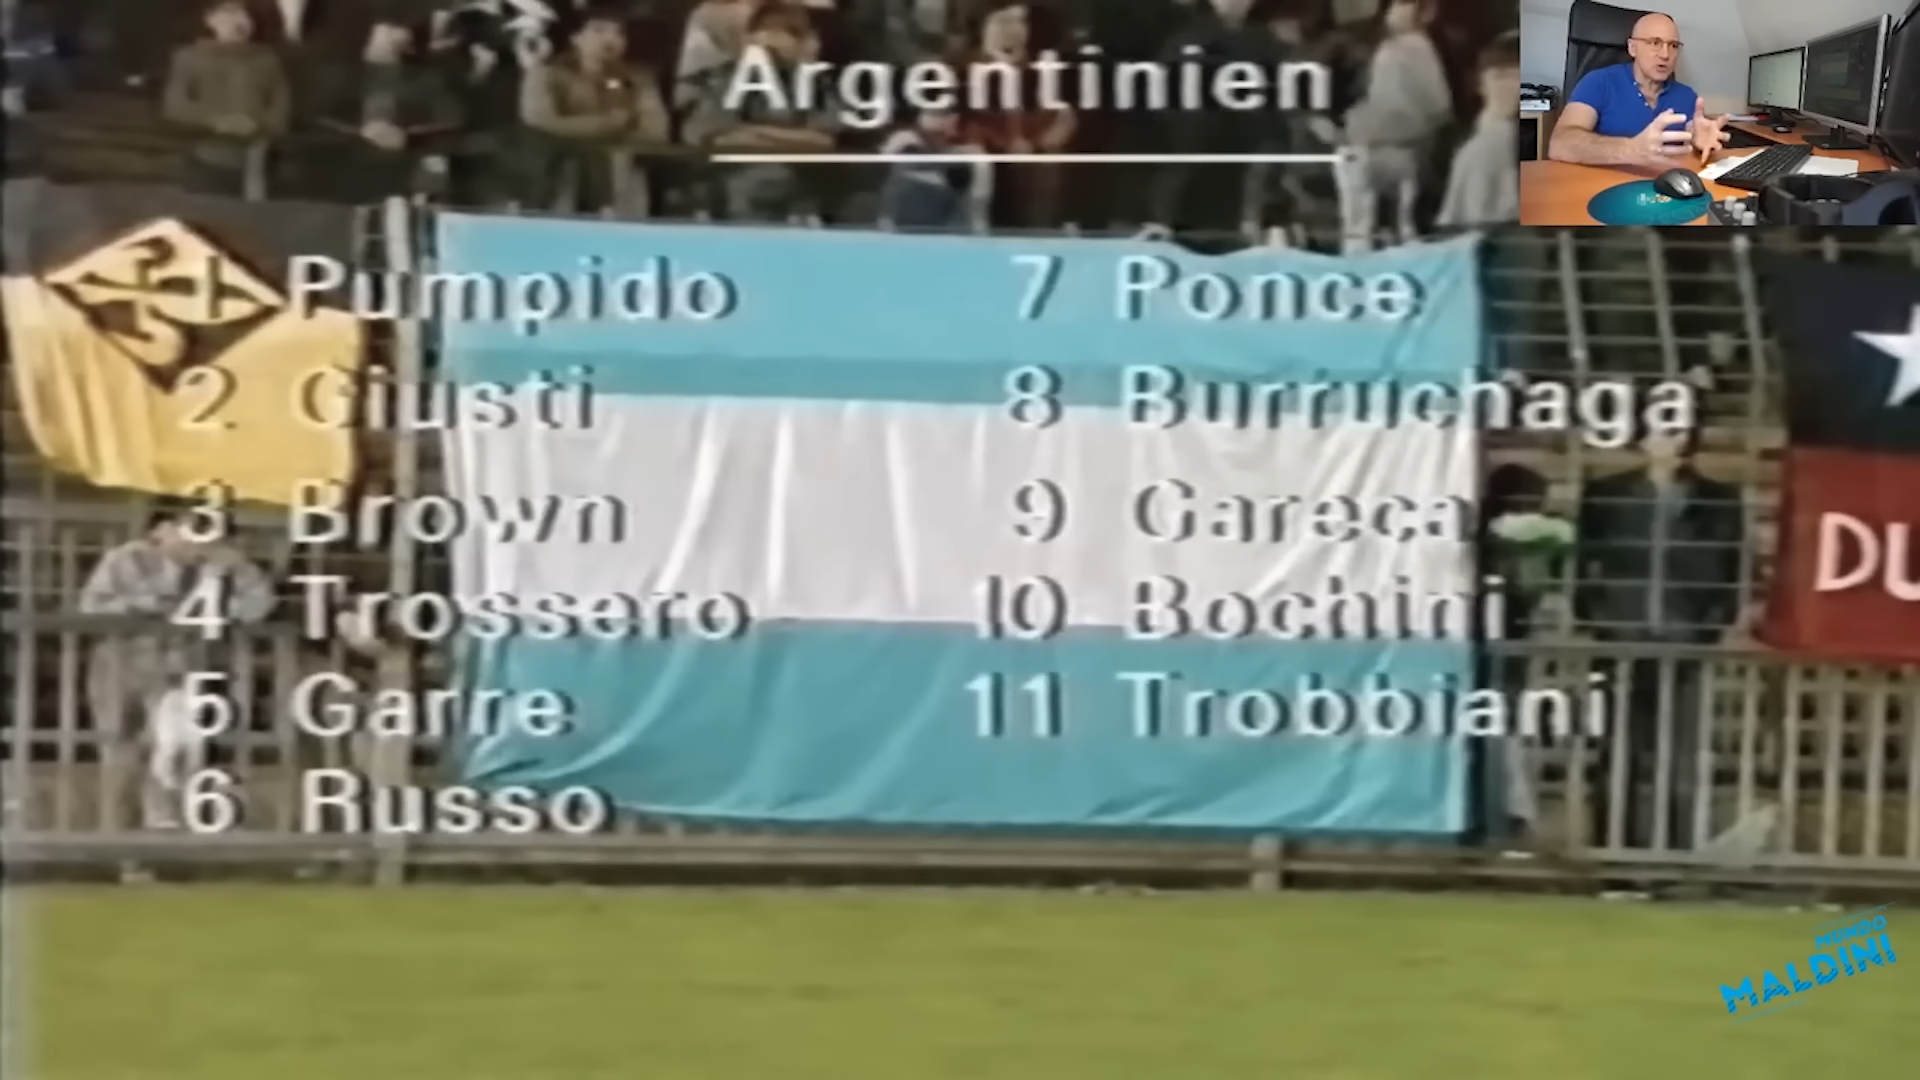 Argentinien
1 Pumpido
2 Giusti
3 Brown
4 Trossero
5 Garre
6 Russo
7 Ponce
8 Burruchaga
9 Gareca
10 Bochini
11 Trobbiani
DU
MUNDO
MALDINI